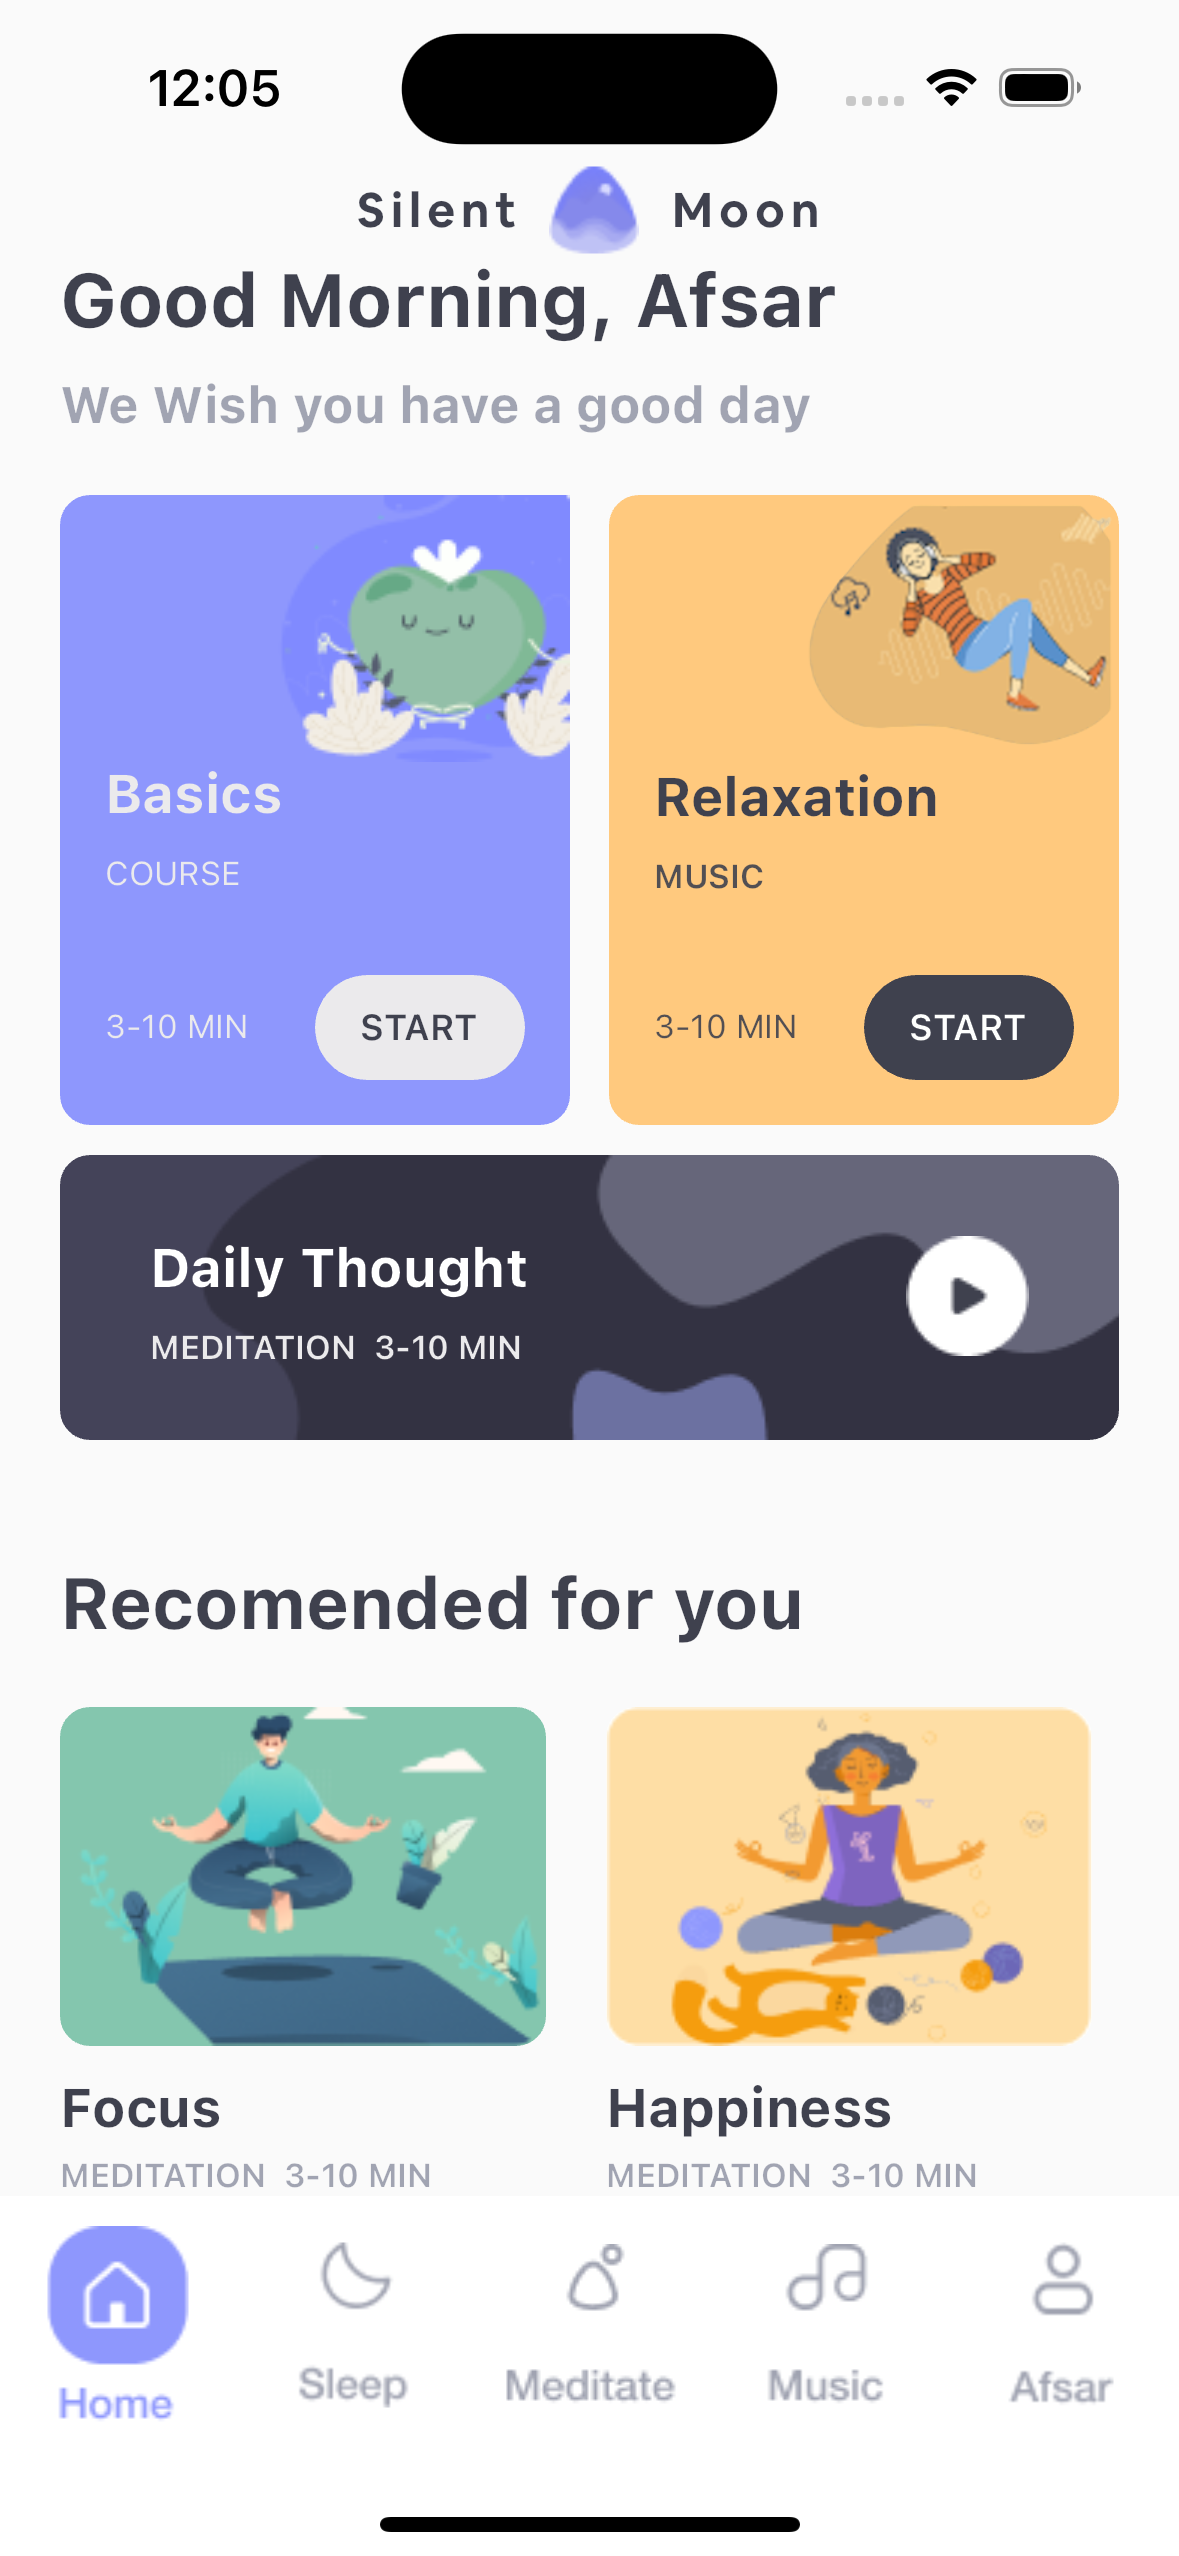 12:05
Silent Moon
Good Morning, Afsar
We Wish you have a good day
Basics
COURSE
3-10 MIN
START
Relaxation
MUSIC
3-10 MIN
START
Daily Thought
MEDITATION 3-10 MIN
Recomended for you
Focus
MEDITATION 3-10 MIN
Happiness
MEDITATION 3-10 MIN
Home
Sleep
Meditate
Music
Afsar